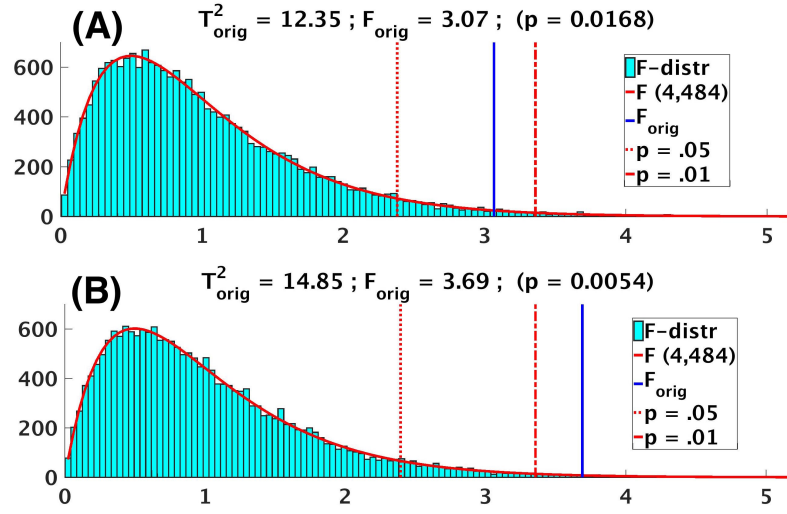 (A)
T²orig = 12.35 ; Forig = 3.07 ; (p = 0.0168)
600
400
200
0
0 1 2 3 4 5
F-distr
F (4,484)
Forig
p = .05
p = .01
(B)
T²orig = 14.85 ; Forig = 3.69 ; (p = 0.0054)
600
400
200
0
0 1 2 3 4 5
F-distr
F (4,484)
Forig
p = .05
p = .01